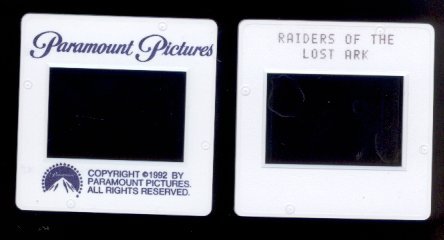 Paramount Pictures
COPYRIGHT ©1992 BY
PARAMOUNT PICTURES.
ALL RIGHTS RESERVED.
RAIDERS OF THE
LOST ARK